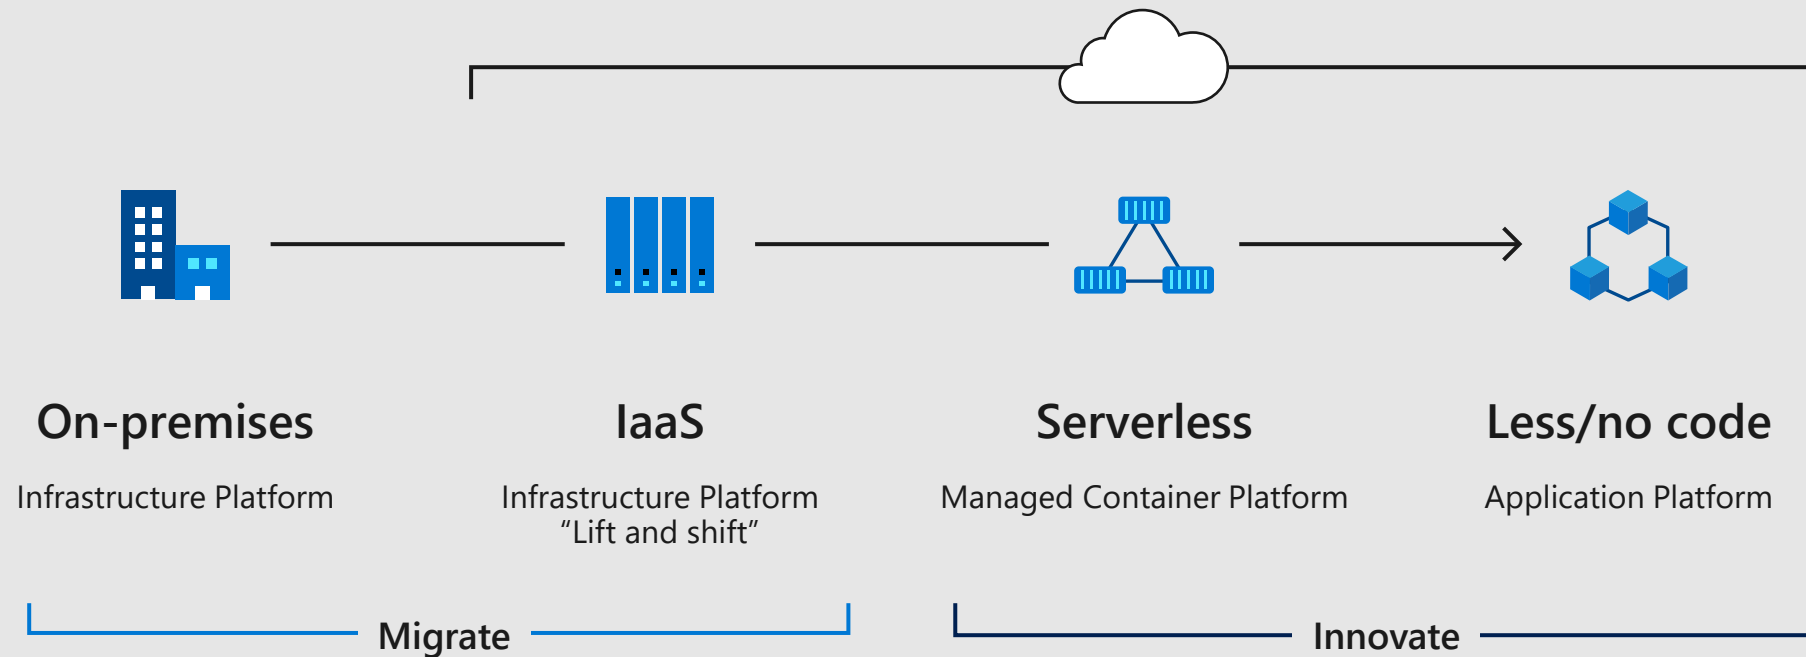 On-premises
Infrastructure Platform
IaaS
Infrastructure Platform
“Lift and shift”
Serverless
Managed Container Platform
Less/no code
Application Platform
Migrate
Innovate